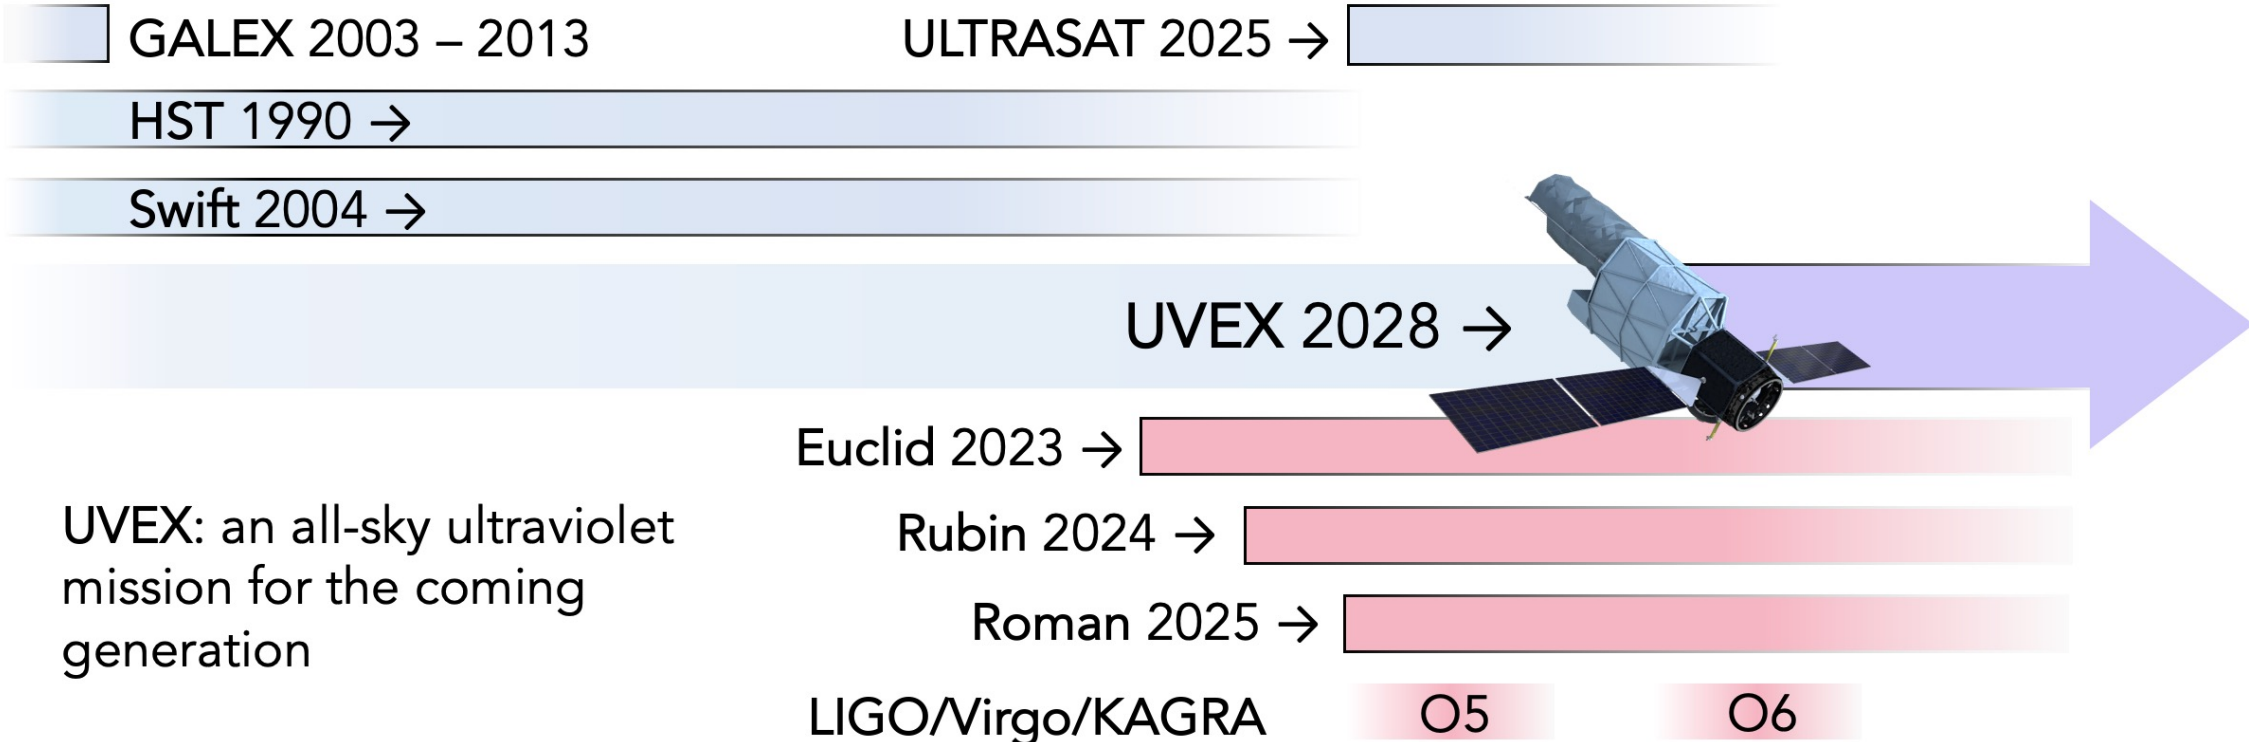 GALEX 2003 – 2013
ULTRASAT 2025 →
HST 1990 →
Swift 2004 →
UVEX 2028 →
Euclid 2023 →
Rubin 2024 →
Roman 2025 →
UVEX: an all-sky ultraviolet
mission for the coming
generation
LIGO/Virgo/KAGRA
O5
O6